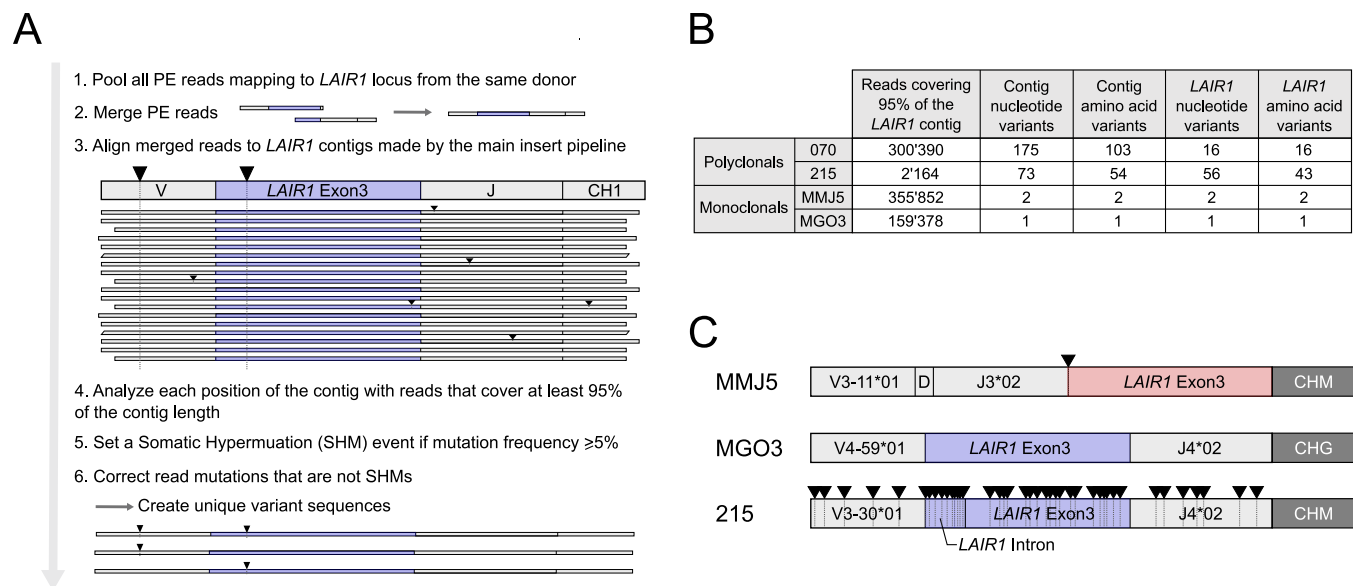 A
1. Pool all PE reads mapping to LAIR1 locus from the same donor
2. Merge PE reads
3. Align merged reads to LAIR1 contigs made by the main insert pipeline
V LAIR1 Exon3 J CH1
4. Analyze each position of the contig with reads that cover at least 95%
of the contig length
5. Set a Somatic Hypermuation (SHM) event if mutation frequency ≥5%
6. Correct read mutations that are not SHMs
Create unique variant sequences
B
Reads covering 95% of the LAIR1 contig
Contig nucleotide variants
Contig amino acid variants
LAIR1 nucleotide variants
LAIR1 amino acid variants
Polyclonals
070 300'390 175 103 16 16
215 2'164 73 54 56 43
Monoclonals
MMJ5 355'852 2 2 2 2
MGO3 159'378 1 1 1 1
C
MMJ5 V3-11*01 D J3*02 LAIR1 Exon3 CHM
MGO3 V4-59*01 LAIR1 Exon3 J4*02 CHG
215 V3-30*01 LAIR1 Exon3 J4*02 CHM
LAIR1 Intron